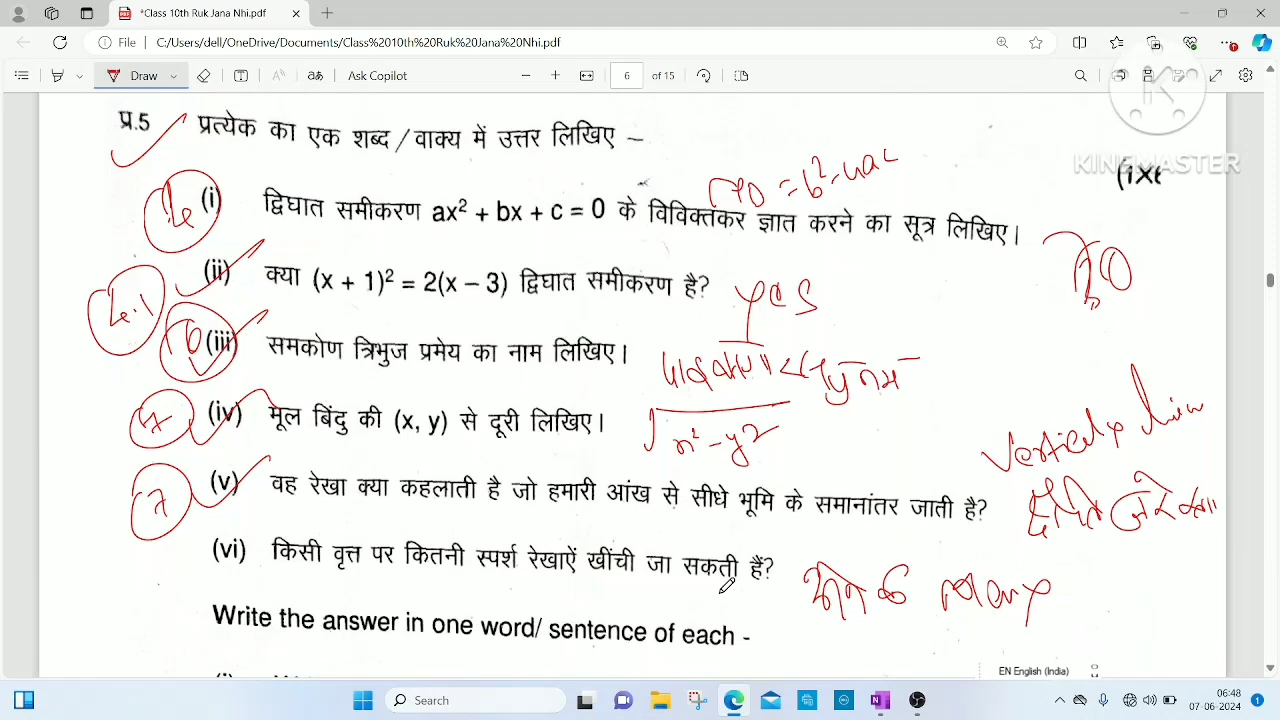 *Class 10th Ruk Jana Nhi.pdf
File C:/Users/dell/OneDrive/Documents/Class%2010th%20Ruk%20Jana%20Nhi.pdf
Draw Ask Copilot 6 of 15
KINEMASTER
प्र.5 प्रत्येक का एक शब्द / वाक्य में उत्तर लिखिए –
D = b² - 4ac
(i) द्विघात समीकरण ax² + bx + c = 0 के विविक्तकर ज्ञात करने का सूत्र लिखिए।
(ii) क्या (x + 1)² = 2(x – 3) द्विघात समीकरण है?
yes
(iii) समकोण त्रिभुज प्रमेय का नाम लिखिए।
(iv) मूल बिंदु की (x, y) से दूरी लिखिए।
√x² - y²
(v) वह रेखा क्या कहलाती है जो हमारी आंख से सीधे भूमि के समानांतर जाती है?
(vi) किसी वृत्त पर कितनी स्पर्श रेखाऐं खींची जा सकती हैं?
Write the answer in one word/ sentence of each -
EN English (India)
Search
06:48
07-06-2024